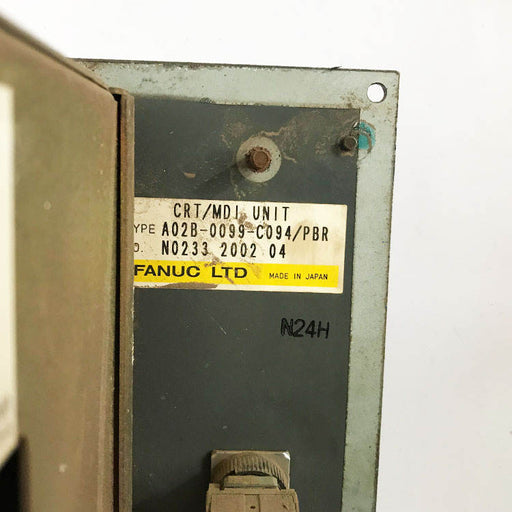 CRT/MDI UNIT
YPE A02B-0099-C094/PBR
O. N0233 2002 04
FANUC LTD MADE IN JAPAN
N24H